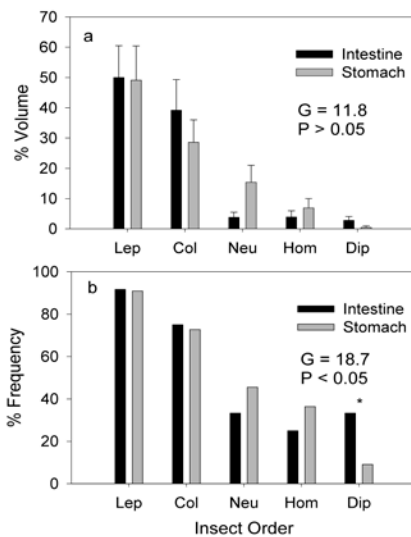 70
60
50
40
30
20
10
0
% Volume
a
Intestine
Stomach
G = 11.8
P > 0.05
Lep Col Neu Hom Dip
100
80
60
40
20
0
% Frequency
b
Intestine
Stomach
G = 18.7
P < 0.05
*
Lep Col Neu Hom Dip
Insect Order